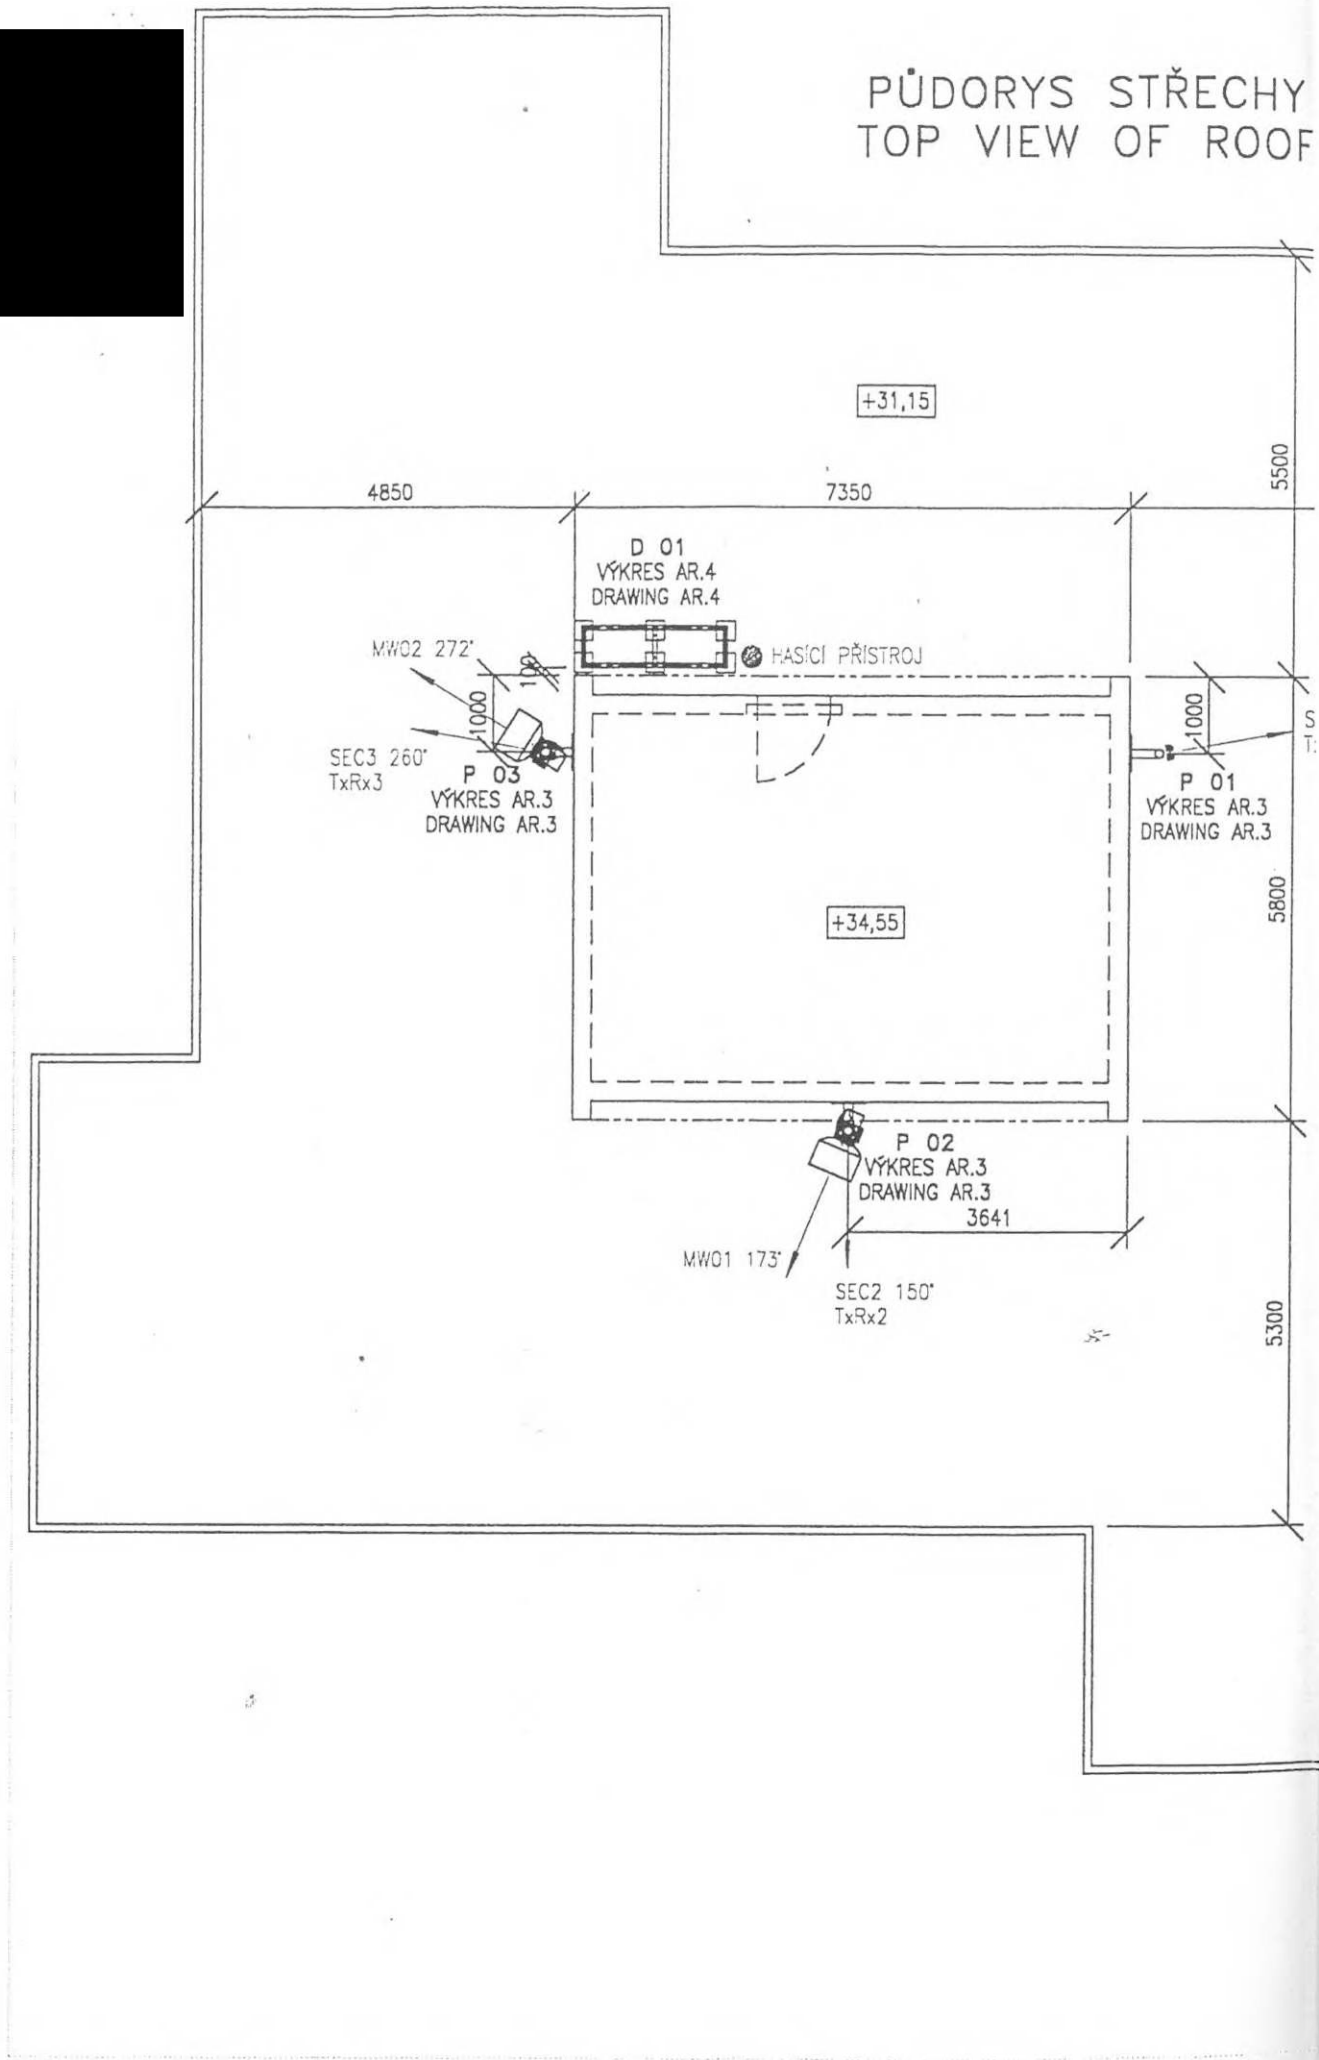 PŮDORYS STŘECHY
TOP VIEW OF ROOF
+31,15
5500
4850
7350
D 01
VÝKRES AR.4
DRAWING AR.4
MW02 272°
100
HASÍCÍ PŘÍSTROJ
1000
1000
SEC3 260°
TxRx3
P 03
VÝKRES AR.3
DRAWING AR.3
P 01
VÝKRES AR.3
DRAWING AR.3
5800
+34,55
P 02
VÝKRES AR.3
DRAWING AR.3
3641
MW01 173°
SEC2 150°
TxRx2
5300